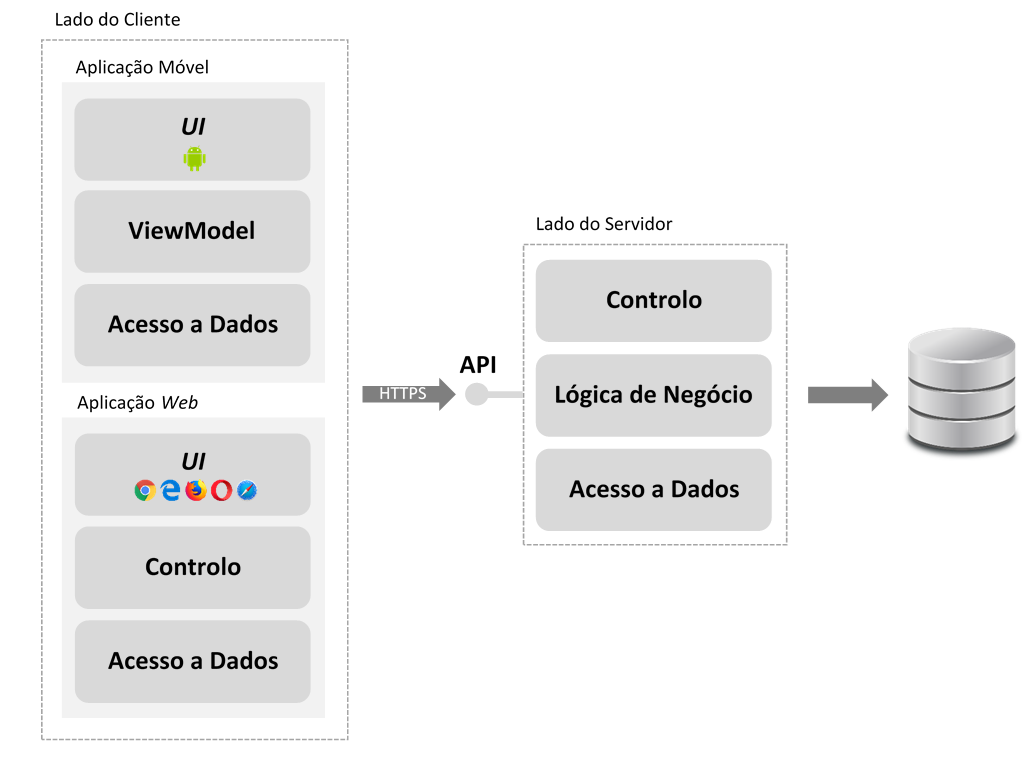 Lado do Cliente
Aplicação Móvel
UI
ViewModel
Acesso a Dados
Aplicação Web
UI
Controlo
Acesso a Dados
HTTPS
API
Lado do Servidor
Controlo
Lógica de Negócio
Acesso a Dados